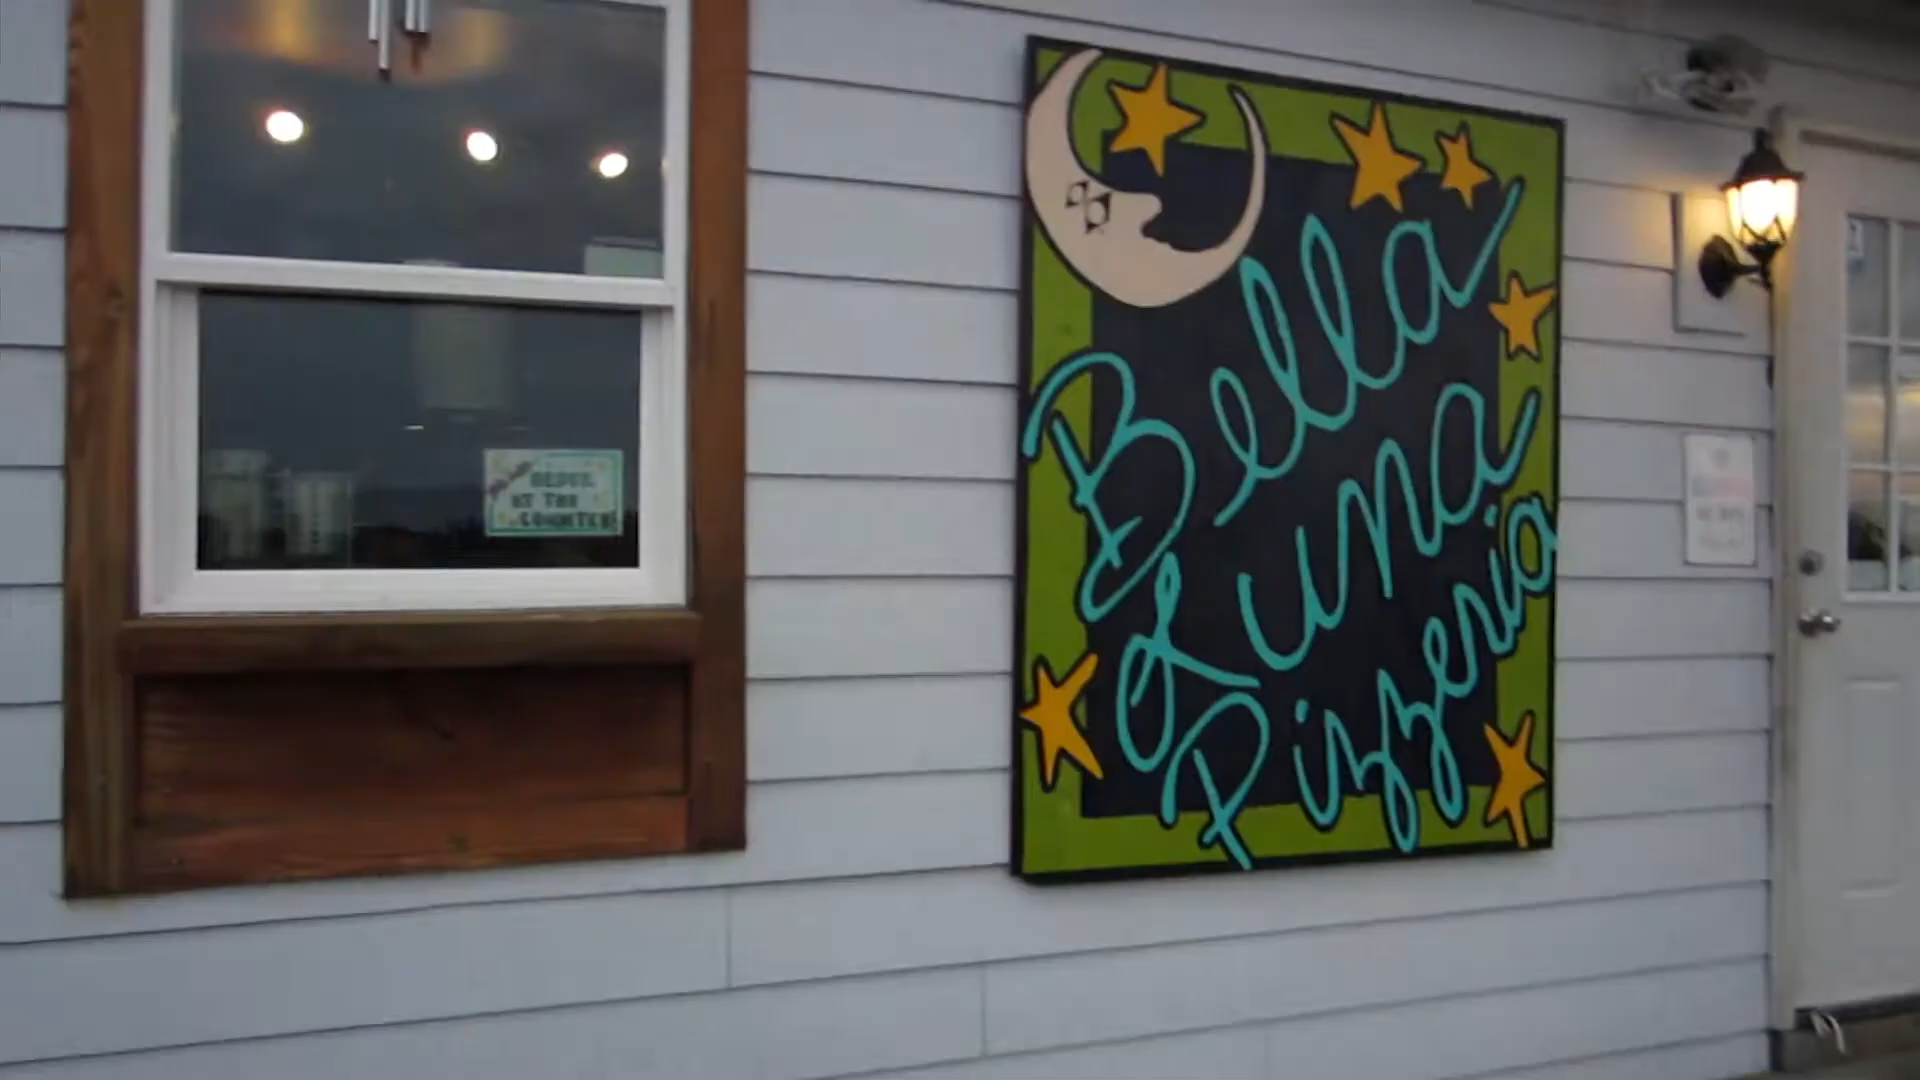 ORDER
AT THE
COUNTER
Bella
Luna
Pizzeria